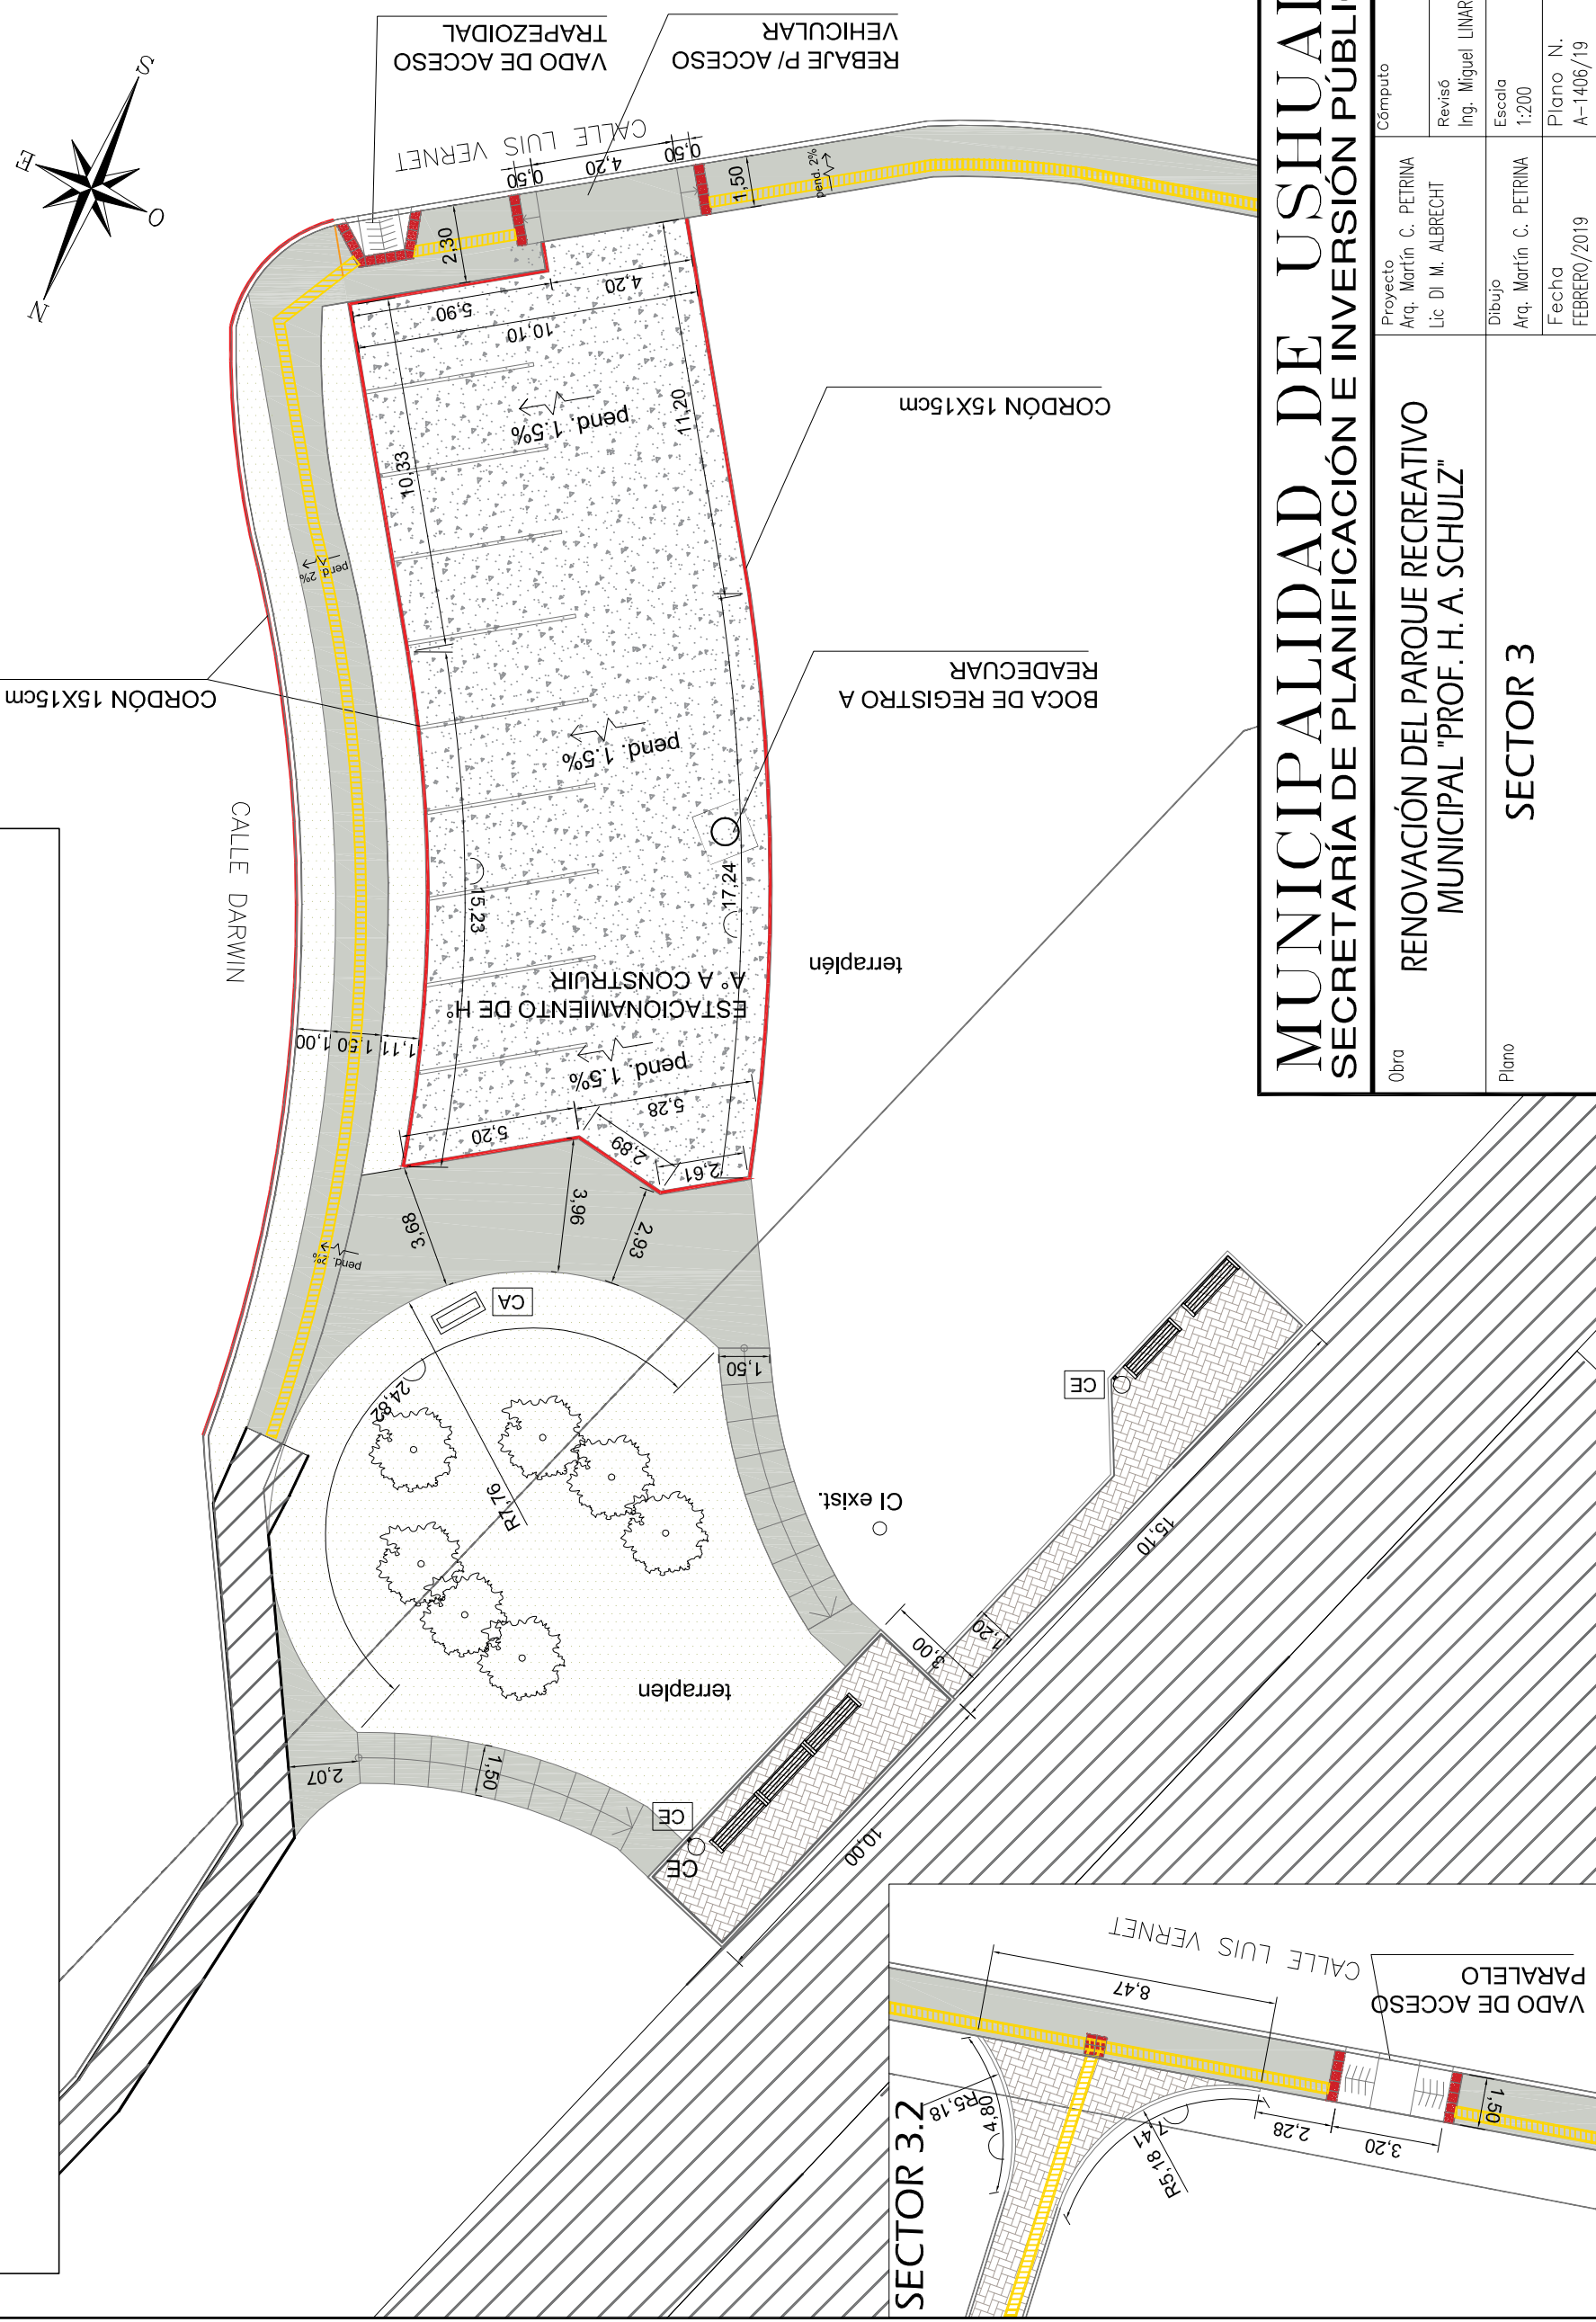 VADO DE ACCESO
TRAPEZOIDAL
REBAJE P/ ACCESO
VEHICULAR
S
E
O
N
CALLE LUIS VERNET
0,50
4,20
0,50
1,50
pend. 2%
2,30
5,90
4,20
10,10
10,33
11,20
pend. 1.5%
CORDÓN 15X15cm
pend. 2%
CORDÓN 15X15cm
BOCA DE REGISTRO A
READECUAR
pend. 1.5%
CALLE DARWIN
15,23
17,24
terraplén
ESTACIONAMIENTO DE H°
A° A CONSTRUIR
1,00
1,50
1,11
pend. 1.5%
5,20
5,28
2,89
2,61
3,68
3,96
2,93
pend. 2%
CA
24,82
R7,76
1,50
CE
CI exist.
15,10
3,00
1,20
terraplen
2,07
1,50
CE
CE
10,00
SECTOR 3.2
CALLE LUIS VERNET
VADO DE ACCESO
PARALELO
8,47
R5,18
4,80
R5,18
7,41
2,28
3,20
1,50
MUNICIPALIDAD DE USHUAI
SECRETARÍA DE PLANIFICACIÓN E INVERSIÓN PÚBLIC
Obra
RENOVACIÓN DEL PARQUE RECREATIVO
MUNICIPAL "PROF. H. A. SCHULZ"
Proyecto
Arq. Martín C. PETRINA
Lic DI M. ALBRECHT
Cómputo
Revisó
Ing. Miguel LINAR
Plano
SECTOR 3
Dibujo
Arq. Martín C. PETRINA
Escala
1:200
Fecha
FEBRERO/2019
Plano N.
A-1406/19